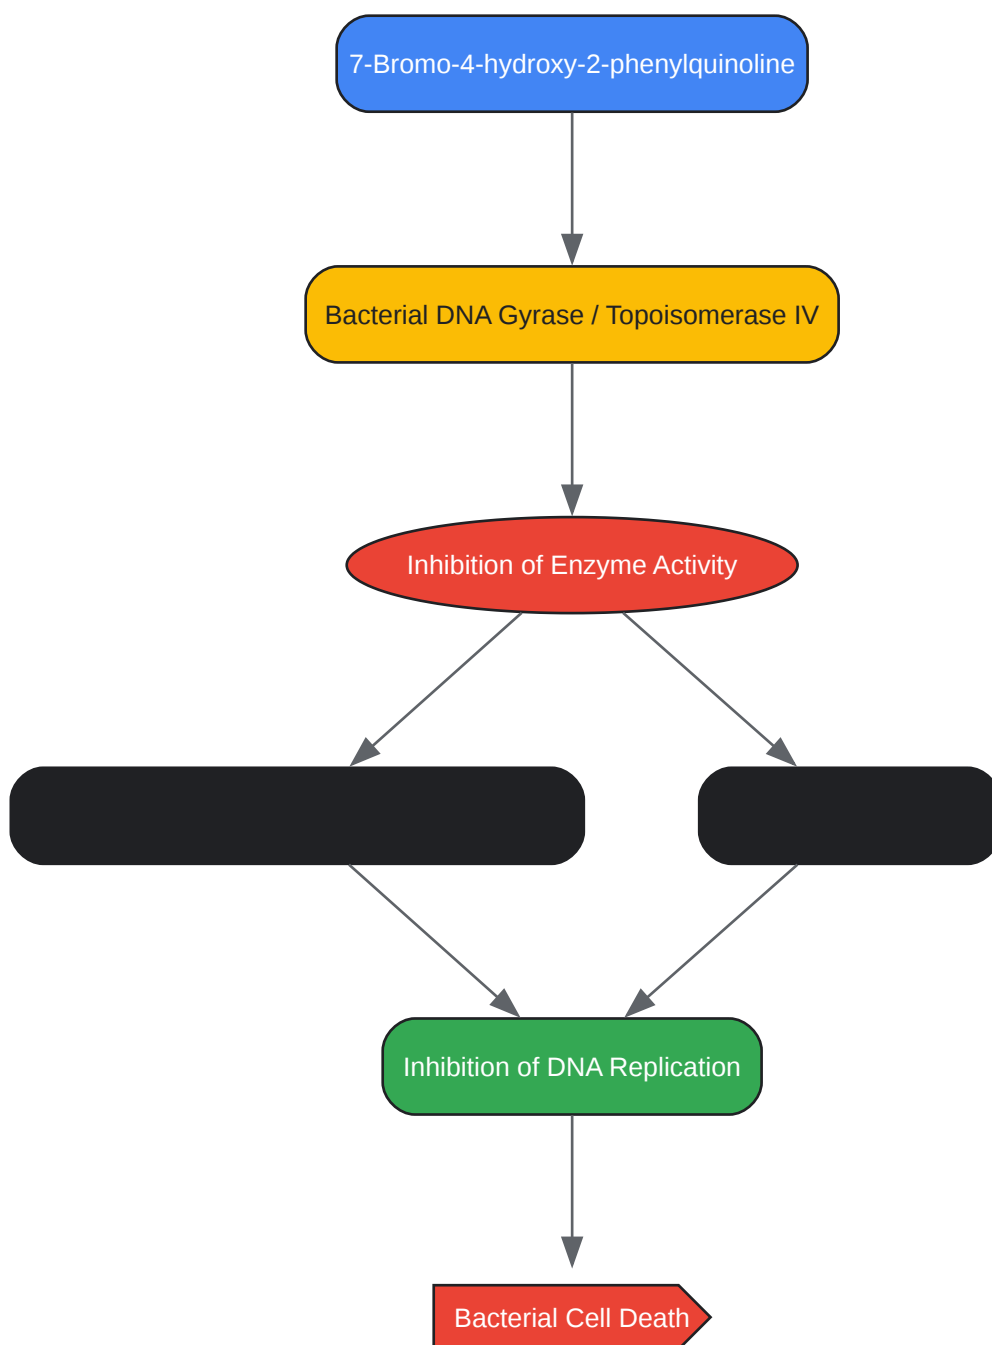 7-Bromo-4-hydroxy-2-phenylquinoline
Bacterial DNA Gyrase / Topoisomerase IV
Inhibition of Enzyme Activity
Inhibition of DNA Replication
Bacterial Cell Death